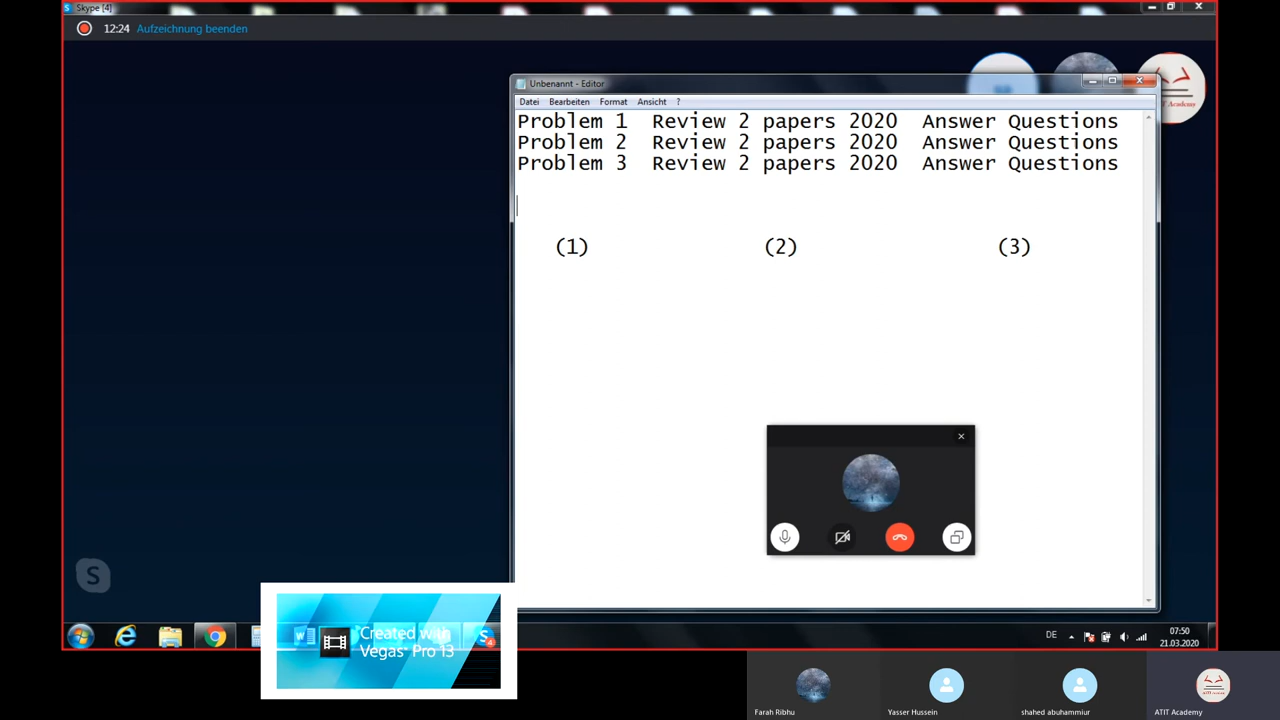 Skype [4]
12:24 Aufzeichnung beenden
Unbenannt - Editor
Datei Bearbeiten Format Ansicht ?
Problem 1 Review 2 papers 2020 Answer Questions
Problem 2 Review 2 papers 2020 Answer Questions
Problem 3 Review 2 papers 2020 Answer Questions
(1) (2) (3)
Academy
S
Created with
Vegas Pro 13
DE
07:50
21.03.2020
Farah Ribhu
Yasser Hussein
shahed abuhammiur
ATIT Academy